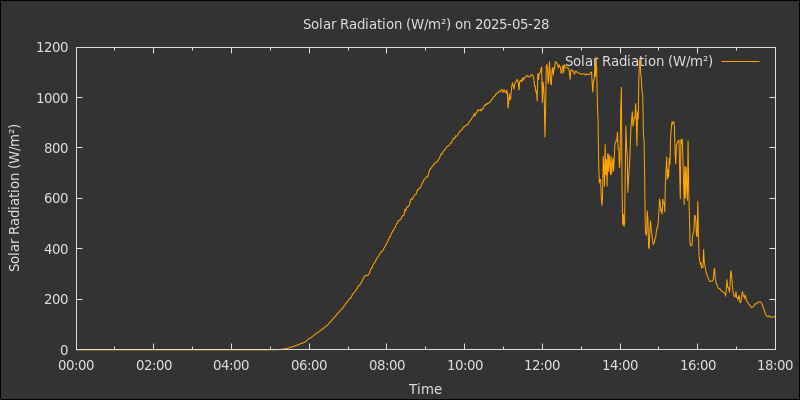 Solar Radiation (W/m²) on 2025-05-28
Solar Radiation (W/m²)
1200
1000
800
600
400
200
0
Solar Radiation (W/m²)
00:00 02:00 04:00 06:00 08:00 10:00 12:00 14:00 16:00 18:00
Time